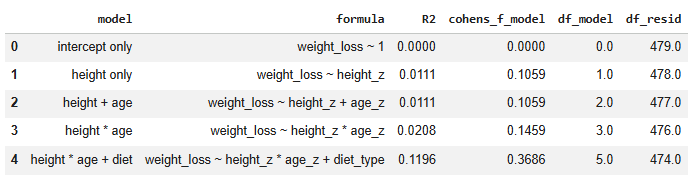 model formula R2 cohens_f_model df_model df_resid
0 intercept only weight_loss ~ 1 0.0000 0.0000 0.0 479.0
1 height only weight_loss ~ height_z 0.0111 0.1059 1.0 478.0
2 height + age weight_loss ~ height_z + age_z 0.0111 0.1059 2.0 477.0
3 height * age weight_loss ~ height_z * age_z 0.0208 0.1459 3.0 476.0
4 height * age + diet weight_loss ~ height_z * age_z + diet_type 0.1196 0.3686 5.0 474.0